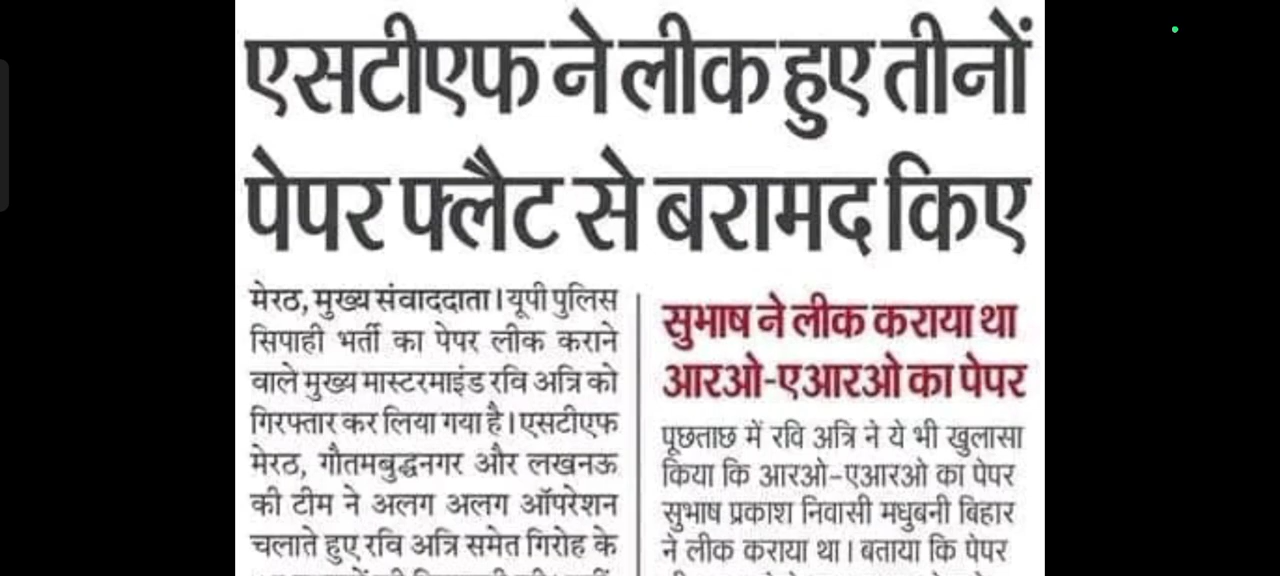 एसटीएफ ने लीक हुए तीनों
पेपर फ्लैट से बरामद किए
मेरठ, मुख्य संवाददाता। यूपी पुलिस
सिपाही भर्ती का पेपर लीक कराने
वाले मुख्य मास्टरमाइंड रवि अत्रि को
गिरफ्तार कर लिया गया है। एसटीएफ
मेरठ, गौतमबुद्धनगर और लखनऊ
की टीम ने अलग अलग ऑपरेशन
चलाते हुए रवि अत्रि समेत गिरोह के
सुभाष ने लीक कराया था
आरओ-एआरओ का पेपर
पूछताछ में रवि अत्रि ने ये भी खुलासा
किया कि आरओ-एआरओ का पेपर
सुभाष प्रकाश निवासी मधुबनी बिहार
ने लीक कराया था। बताया कि पेपर